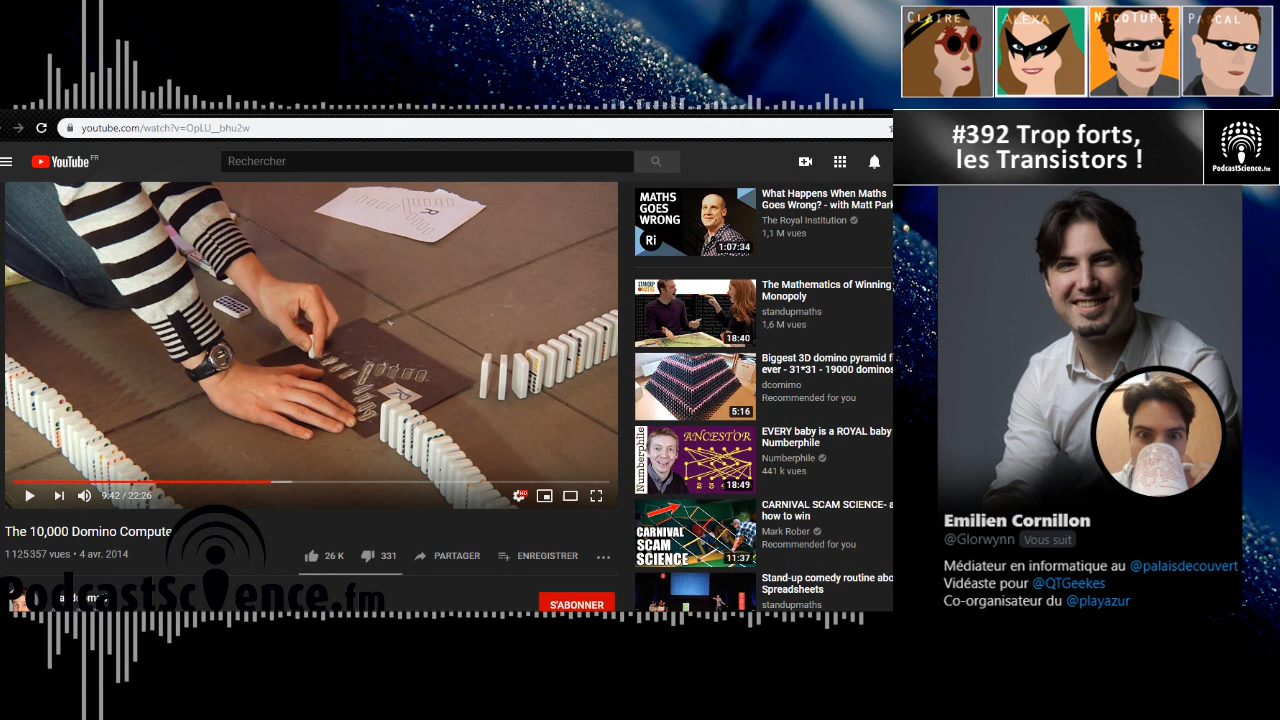 CLAIRE
ALEXA
NICOTUPE
PASCAL
#392 Trop forts,
les Transistors !
PodcastScience.fm
youtube.com/watch?v=OpLU__bhu2w
YouTube FR
Rechercher
R
R
9:42 / 22:26
HD
The 10,000 Domino Compute
1 125 357 vues • 4 avr. 2014
26 K
331
PARTAGER
ENREGISTRER
S'ABONNER
PodcastScience.fm
MATHS
GOES
WRONG
Ri
1:07:34
What Happens When Maths
Goes Wrong? - with Matt Park
The Royal Institution
1,1 M vues
18:40
The Mathematics of Winning
Monopoly
standupmaths
1,6 M vues
5:16
Biggest 3D domino pyramid f
ever - 31*31 - 19000 dominos
dcomimo
Recommended for you
Numberphile
ANCESTOR
18:49
EVERY baby is a ROYAL baby
Numberphile
Numberphile
441 k vues
CARNIVAL
SCAM
SCIENCE
11:37
CARNIVAL SCAM SCIENCE- a
how to win
Mark Rober
Recommended for you
Stand-up comedy routine abo
Spreadsheets
standupmaths
Emilien Cornillon
@Glorwynn Vous suit
Médiateur en informatique au @palaisdecouvert
Vidéaste pour @QTGeekes
Co-organisateur du @playazur